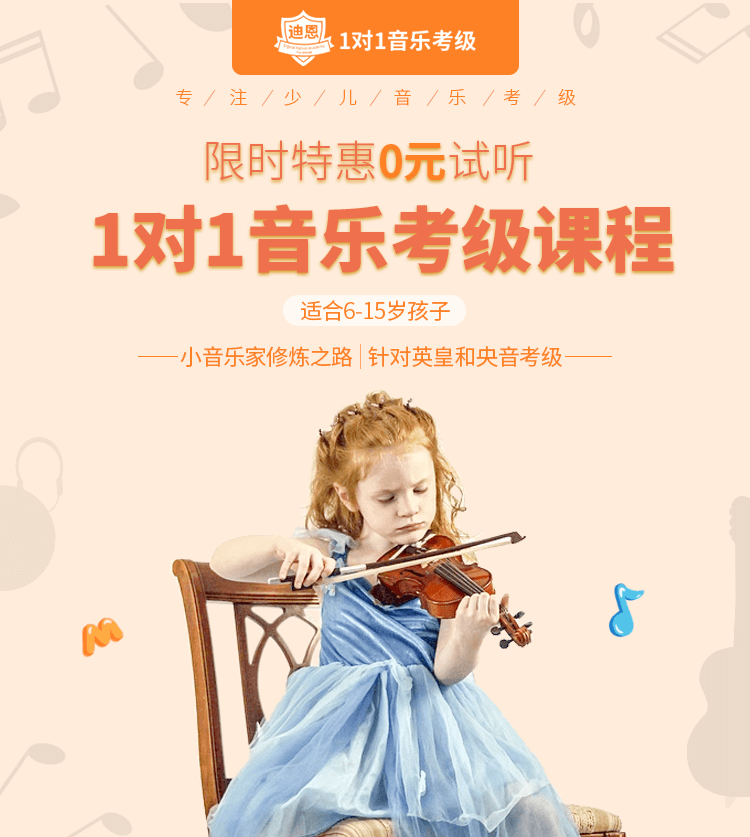 迪恩
1对1音乐考级
专／注／少／儿／音／乐／考／级
限时特惠0元试听
1对1音乐考级课程
适合6-15岁孩子
小音乐家修炼之路|针对英皇和央音考级